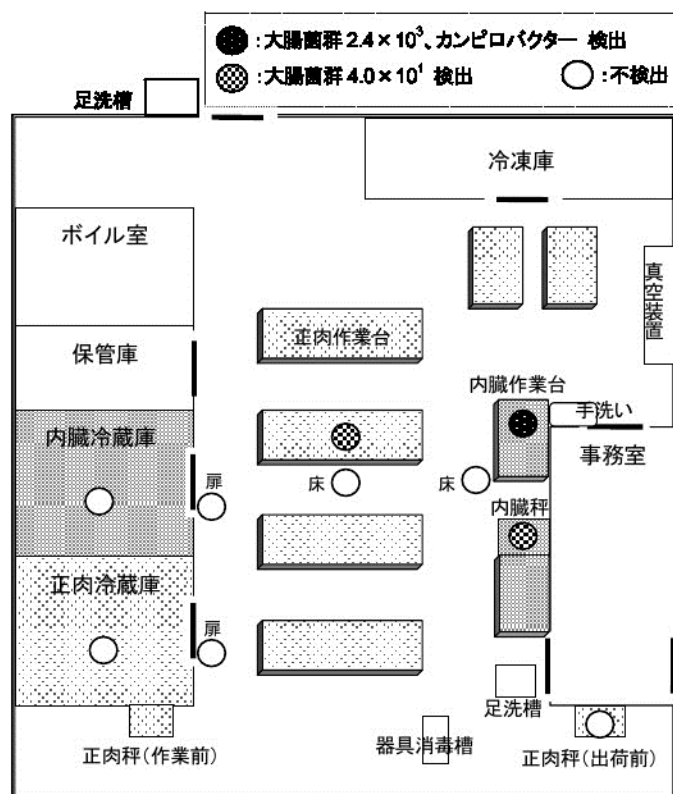 ：大腸菌群 2.4×10³、カンピロバクター 検出
：大腸菌群 4.0×10¹ 検出 ：不検出
足洗槽
冷凍庫
ボイル室
真空装置
正肉作業台
保管庫
内臓作業台
手洗い
内臓冷蔵庫
事務室
扉
床
床
内臓秤
正肉冷蔵庫
扉
足洗槽
器具消毒槽
正肉秤（作業前）
正肉秤（出荷前）